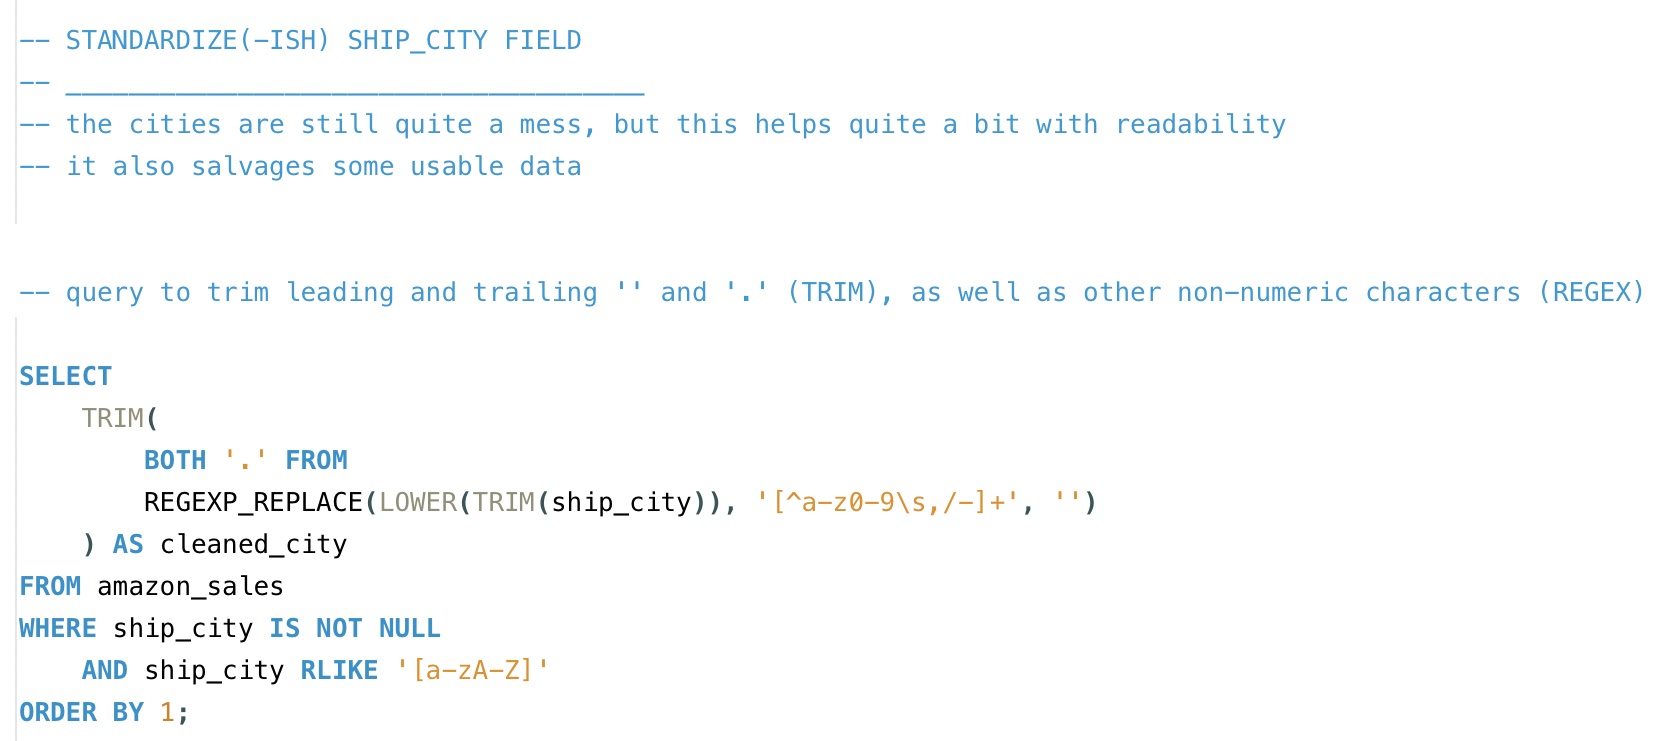 -- STANDARDIZE(-ISH) SHIP_CITY FIELD
-- _____________________________________
-- the cities are still quite a mess, but this helps quite a bit with readability
-- it also salvages some usable data
-- query to trim leading and trailing '' and '.' (TRIM), as well as other non-numeric characters (REGEX)
SELECT
    TRIM(
        BOTH '.' FROM
        REGEXP_REPLACE(LOWER(TRIM(ship_city)), '[^a-z0-9\s,/-]+', '')
    ) AS cleaned_city
FROM amazon_sales
WHERE ship_city IS NOT NULL
    AND ship_city RLIKE '[a-zA-Z]'
ORDER BY 1;